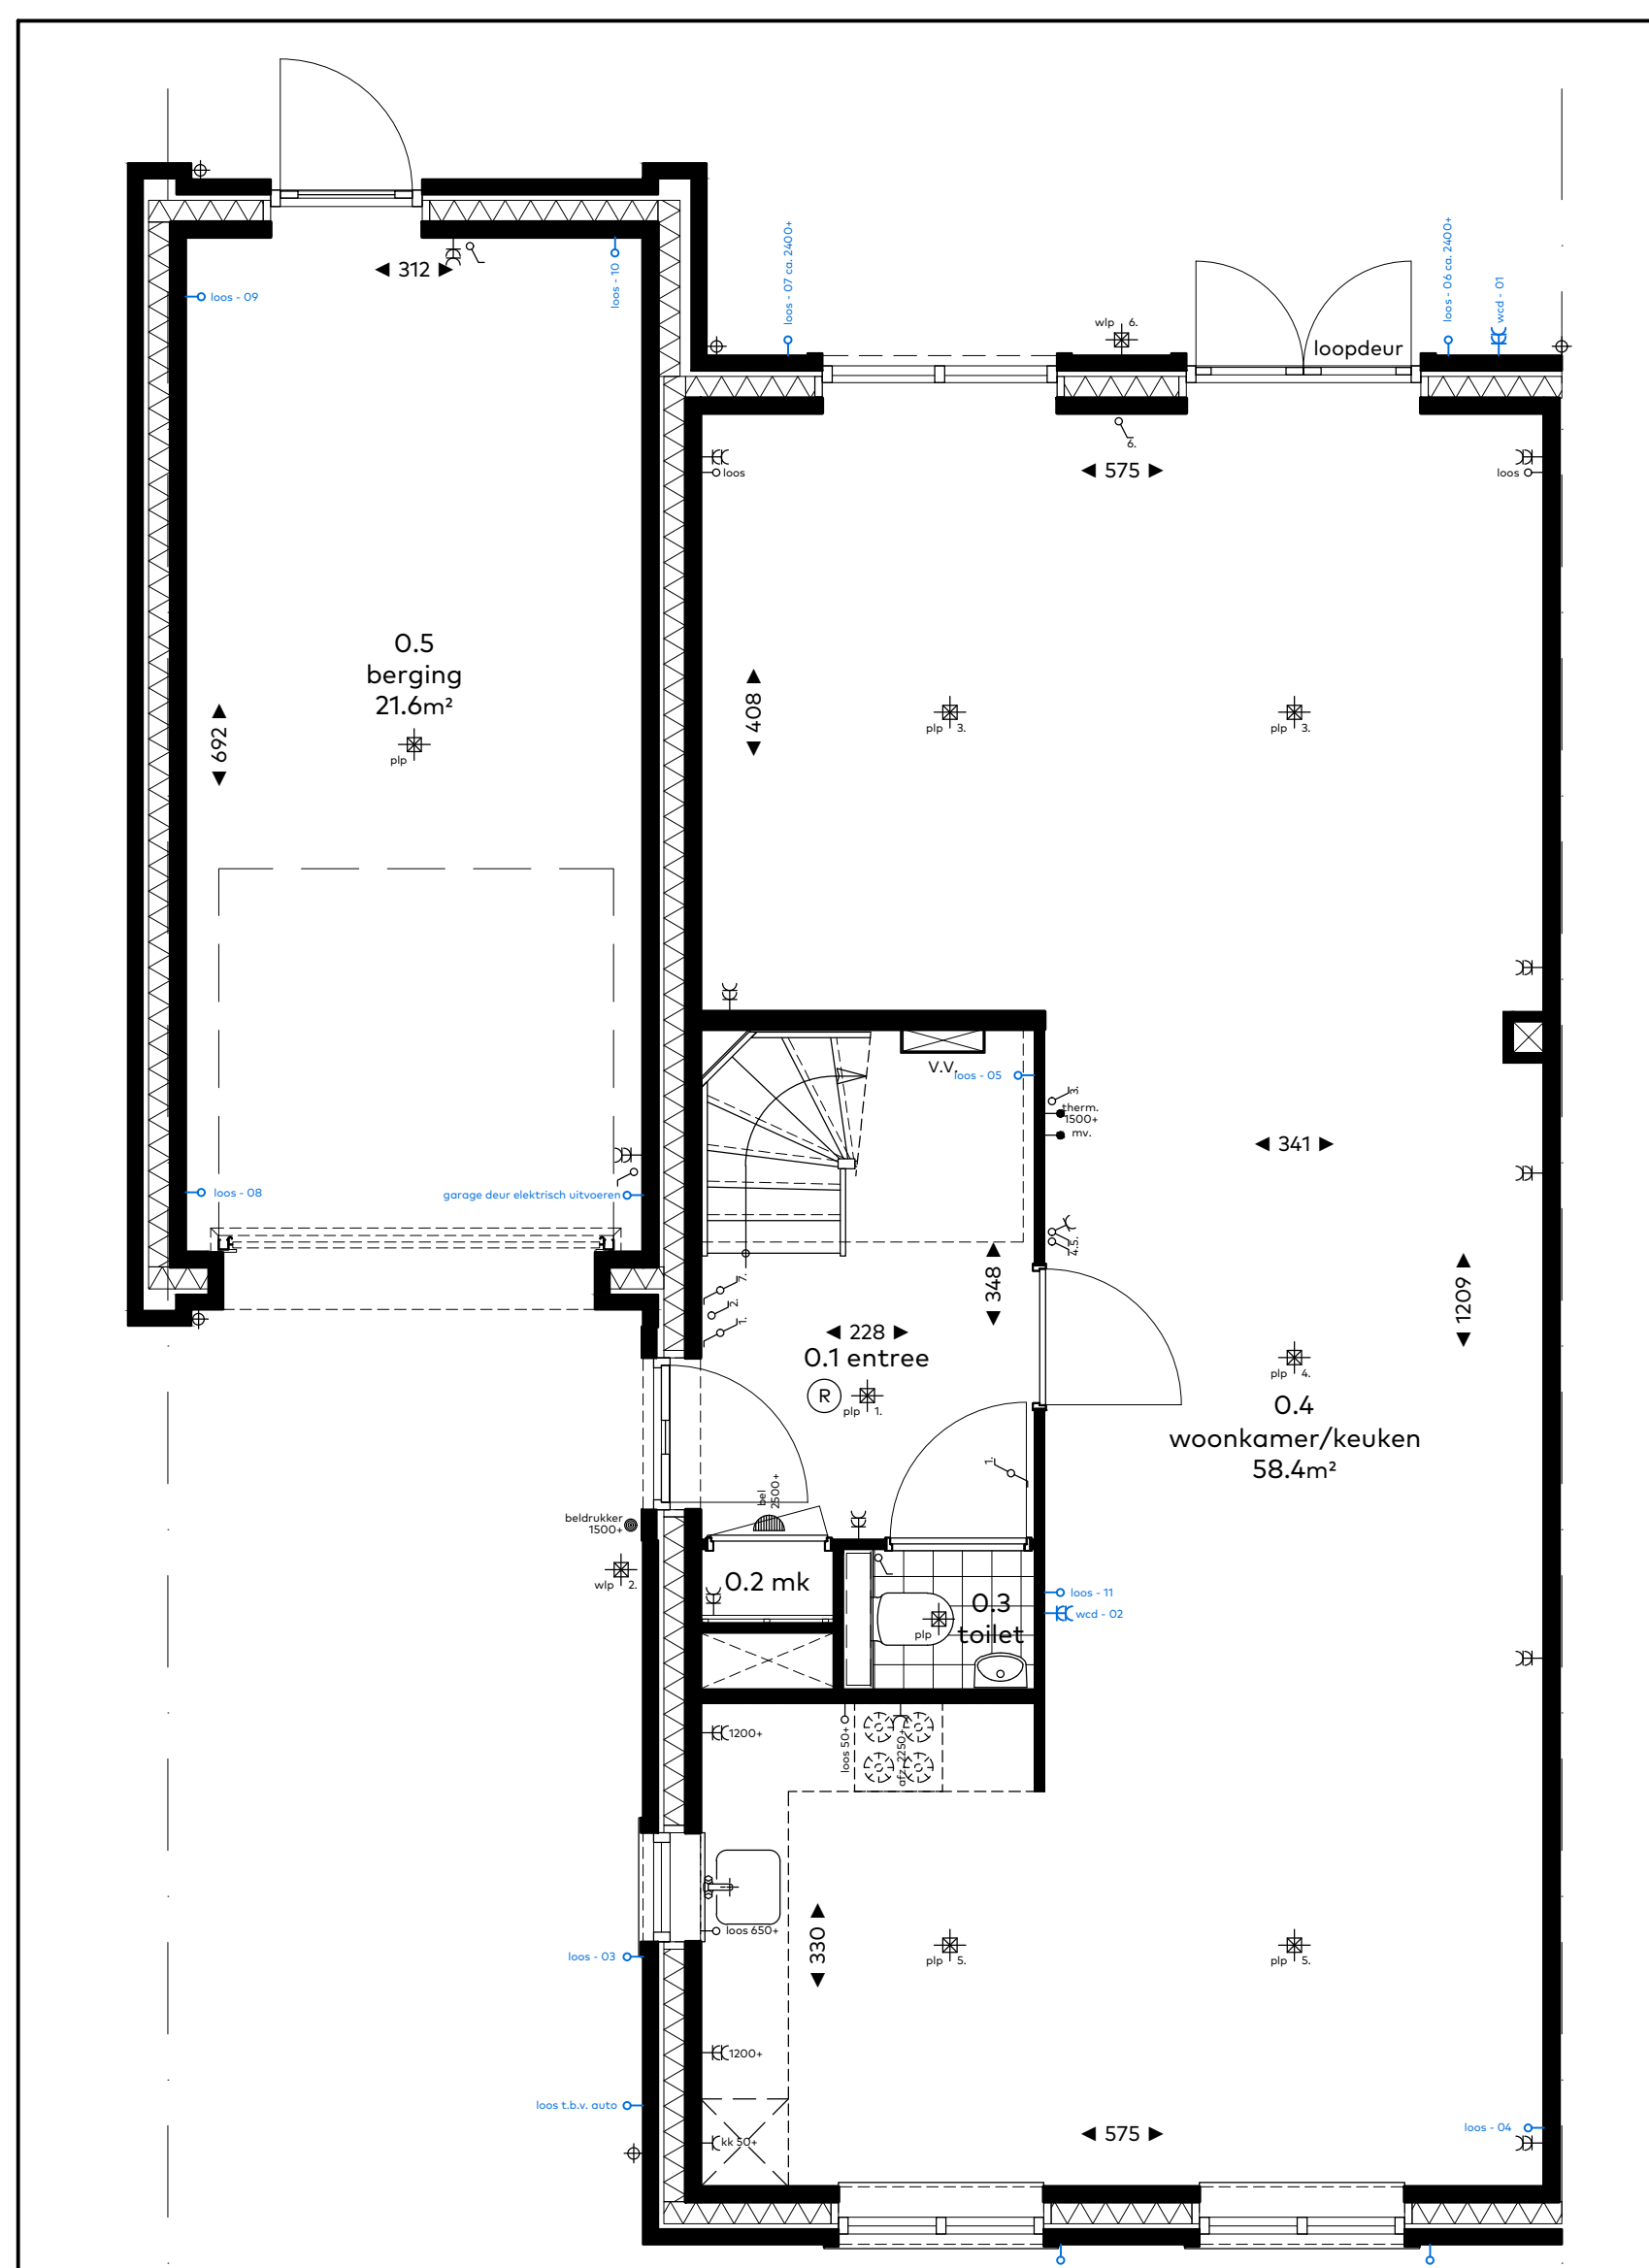 loos - 07 ca. 2400+
loos - 06 ca. 2400+
wcd - 01
◄ 312 ►
loos - 10
loos - 09
wlp 6.
loopdeur
6.
◄ 575 ►
loos
loos
0.5
berging
21.6m²
plp
◄ 692 ►
◄ 408 ►
plp 3.
plp 3.
V.V.
loos - 05
3.
therm.
1500+
mv.
◄ 341 ►
loos - 08
garage deur elektrisch uitvoeren
4.5.
◄ 348 ►
◄ 1209 ►
7.
2.
1.
◄ 228 ►
0.1 entree
R
plp 1.
plp 4.
0.4
woonkamer/keuken
58.4m²
1.
bel
2500+
beldrukker
1500+
wlp 2.
0.2 mk
0.3
toilet
plp
loos - 11
wcd - 02
1200+
loos 50+
afz. 2250+
loos 650+
◄ 330 ►
loos - 03
plp 5.
plp 5.
1200+
loos t.b.v. auto
kk 50+
◄ 575 ►
loos - 04